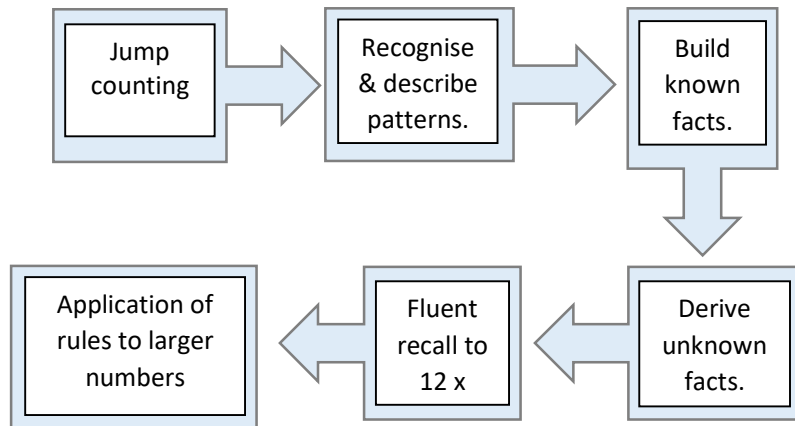 Jump
counting
Recognise
& describe
patterns.
Build
known
facts.
Derive
unknown
facts.
Fluent
recall to
12 x
Application of
rules to larger
numbers